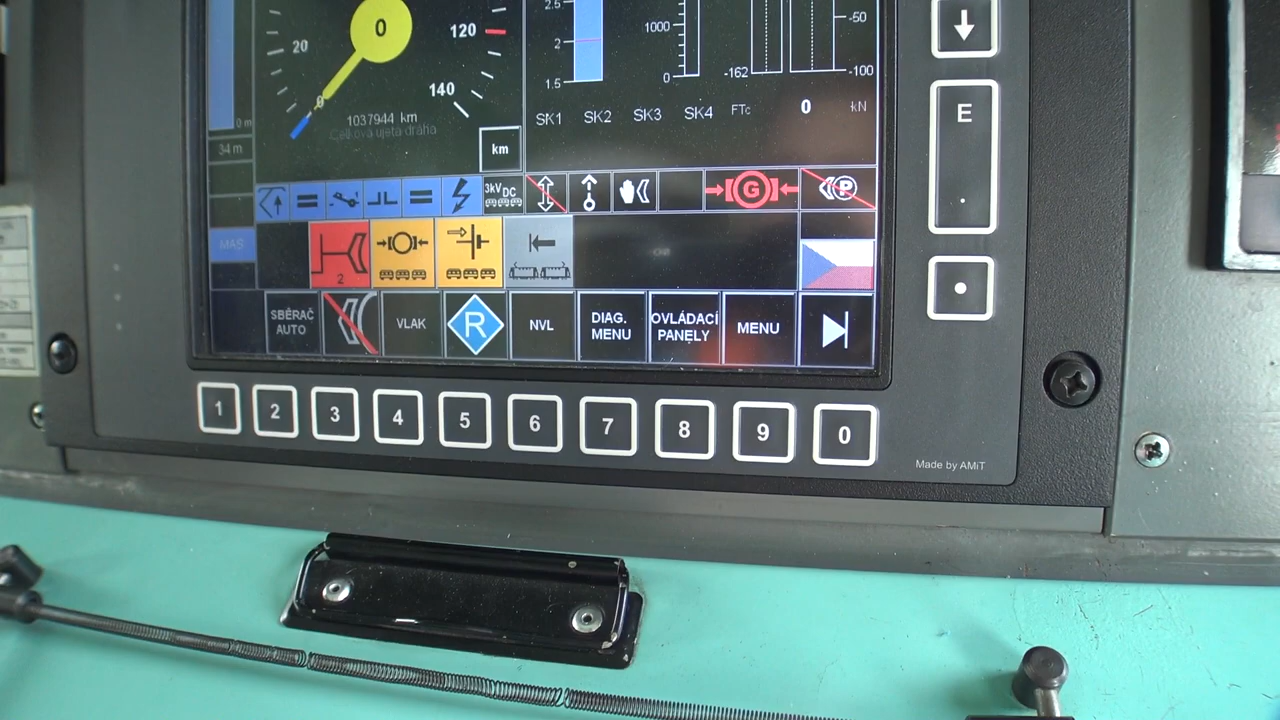 0
20
0
120
140
1037944 km
Celková ujetá dráha
km
0 m
34 m
2.5
2
1.5
1000
0
-162
-50
-100
SK1 SK2 SK3 SK4 FTc 0 kN
3kV DC
G
P
MAS
2
SBĚRAČ AUTO
VLAK
R
NVL
DIAG. MENU
OVLÁDACÍ PANELY
MENU
E
1 2 3 4 5 6 7 8 9 0
Made by AMiT